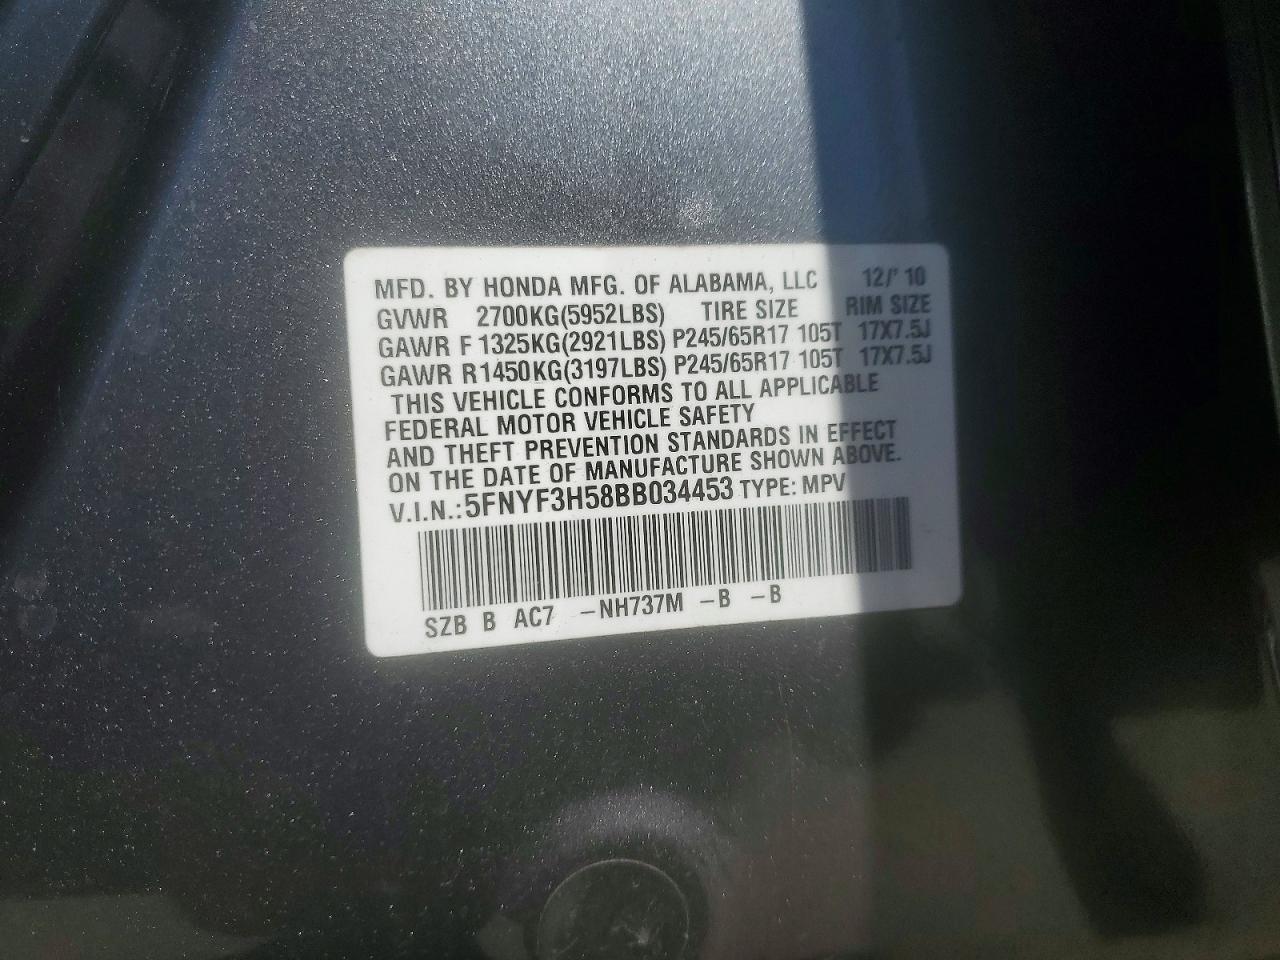 MFD. BY HONDA MFG. OF ALABAMA, LLC 12/' 10
GVWR 2700KG(5952LBS) TIRE SIZE RIM SIZE
GAWR F 1325KG(2921LBS) P245/65R17 105T 17X7.5J
GAWR R1450KG(3197LBS) P245/65R17 105T 17X7.5J
THIS VEHICLE CONFORMS TO ALL APPLICABLE
FEDERAL MOTOR VEHICLE SAFETY
AND THEFT PREVENTION STANDARDS IN EFFECT
ON THE DATE OF MANUFACTURE SHOWN ABOVE.
V.I.N.:5FNYF3H58BB034453 TYPE: MPV
SZB B AC7 -NH737M -B -B